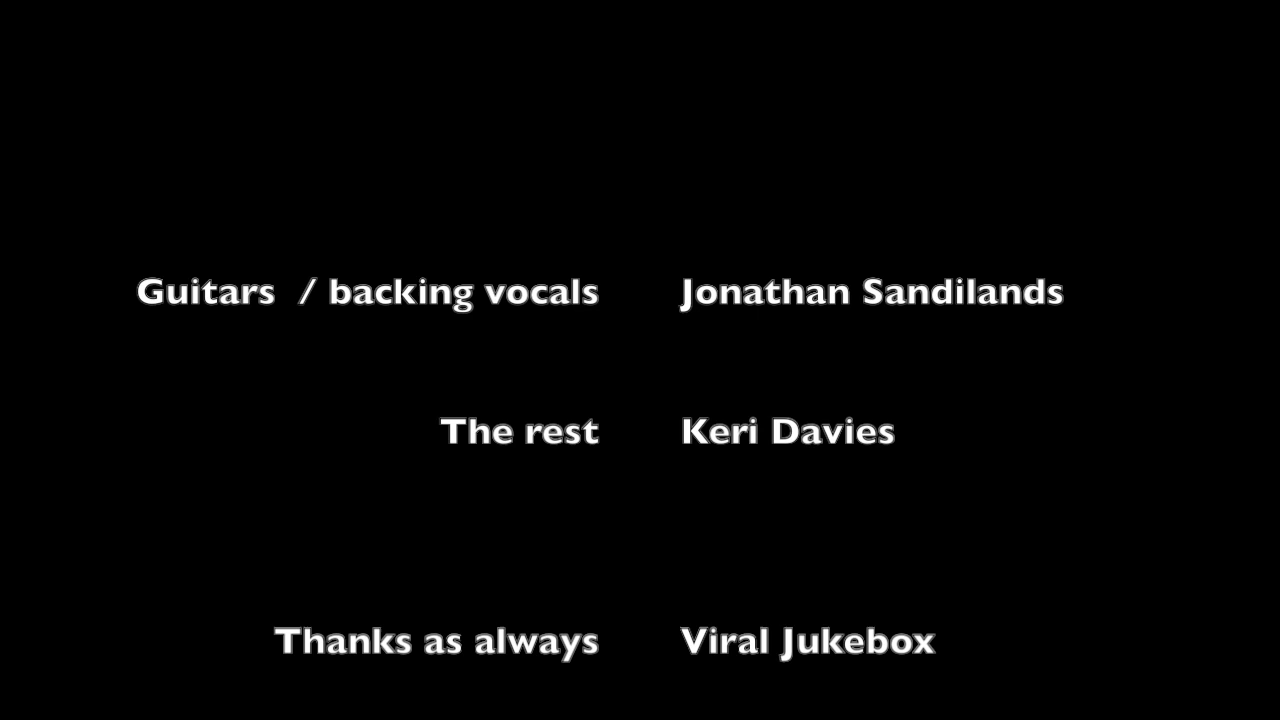 Guitars  / backing vocals Jonathan Sandilands
The rest Keri Davies
Thanks as always Viral Jukebox